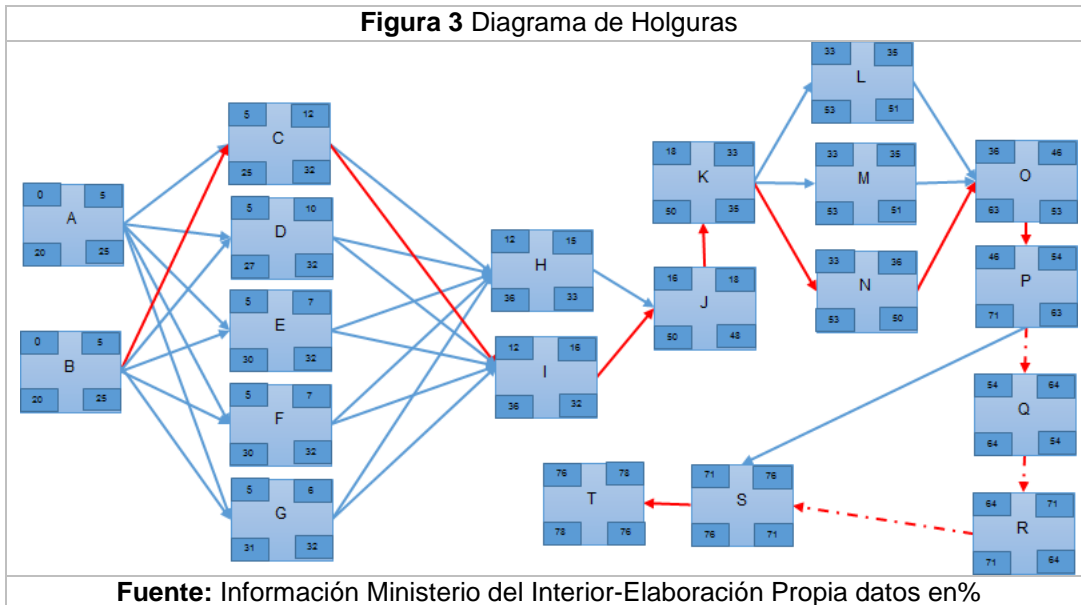 Figura 3 Diagrama de Holguras
33 35
L
53 51
5 12
C
25 32
18 33
K
50 35
33 35
M
53 51
36 46
O
63 53
0 5
A
20 25
5 10
D
27 32
12 15
H
36 33
33 36
N
53 50
46 54
P
71 63
16 18
J
50 48
5 7
E
30 32
0 5
B
20 25
12 16
I
36 32
5 7
F
30 32
54 64
Q
64 54
76 78
T
78 76
71 76
S
76 71
5 6
G
31 32
64 71
R
71 64
Fuente: Información Ministerio del Interior-Elaboración Propia datos en%